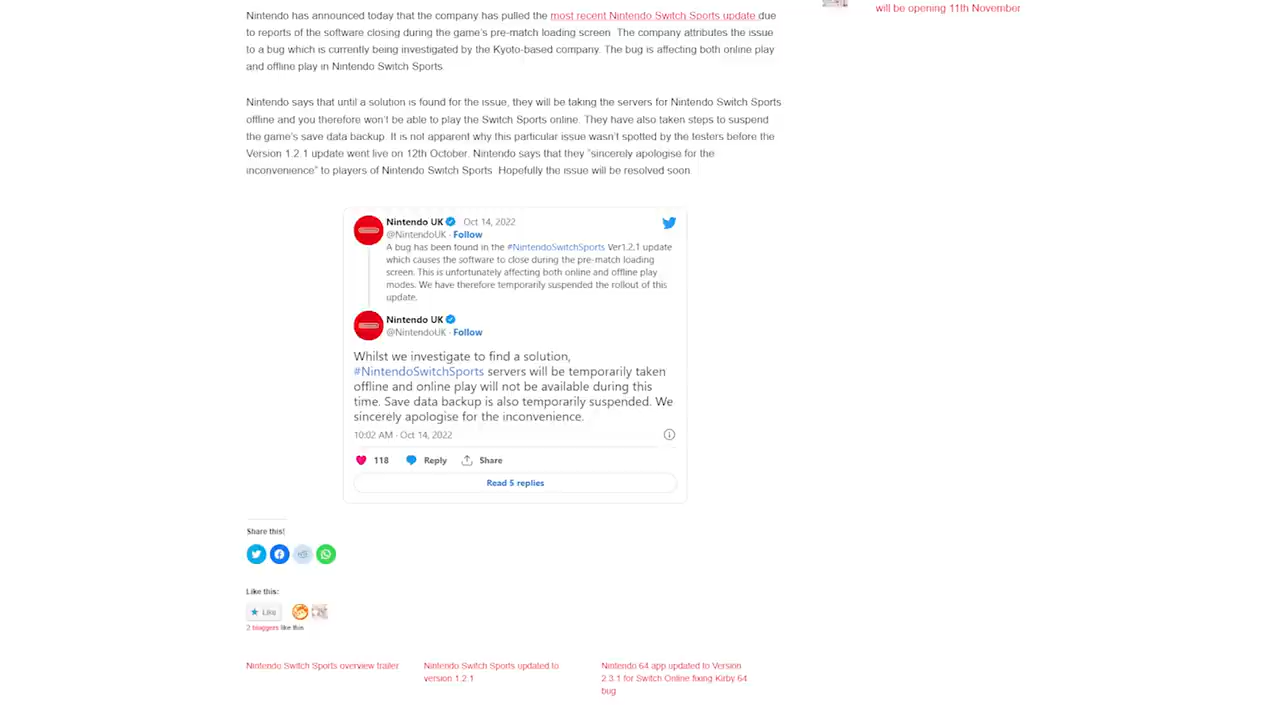 Nintendo has announced today that the company has pulled the most recent Nintendo Switch Sports update due
to reports of the software closing during the game's pre-match loading screen. The company attributes the issue
to a bug which is currently being investigated by the Kyoto-based company. The bug is affecting both online play
and offline play in Nintendo Switch Sports.
Nintendo says that until a solution is found for the issue, they will be taking the servers for Nintendo Switch Sports
offline and you therefore won't be able to play the Switch Sports online. They have also taken steps to suspend
the game's save data backup. It is not apparent why this particular issue wasn't spotted by the testers before the
Version 1.2.1 update went live on 12th October. Nintendo says that they "sincerely apologise for the
inconvenience" to players of Nintendo Switch Sports. Hopefully the issue will be resolved soon.
will be opening 11th November
Nintendo UK Oct 14, 2022
@NintendoUK · Follow
A bug has been found in the #NintendoSwitchSports Ver1.2.1 update
which causes the software to close during the pre-match loading
screen. This is unfortunately affecting both online and offline play
modes. We have therefore temporarily suspended the rollout of this
update.
Nintendo UK
@NintendoUK · Follow
Whilst we investigate to find a solution,
#NintendoSwitchSports servers will be temporarily taken
offline and online play will not be available during this
time. Save data backup is also temporarily suspended. We
sincerely apologise for the inconvenience.
10:02 AM · Oct 14, 2022
118 Reply Share
Read 5 replies
Share this!
Like this:
Like
2 bloggers like this
Nintendo Switch Sports overview trailer
Nintendo Switch Sports updated to
version 1.2.1
Nintendo 64 app updated to Version
2.3.1 for Switch Online fixing Kirby 64
bug